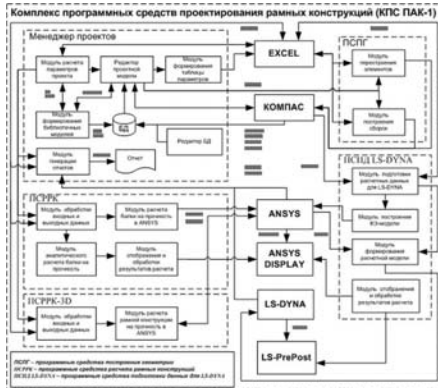 Комплекс программных средств проектирования рамных конструкций (КПС ПАК-1)
Менеджер проектов
Модуль расчета
параметров
проекта
Редактор
проектной
модели
Модуль
формирования
таблицы
параметров
Модуль
формирования
библиотечных
модулей
Редактор БД
Модуль
генерации
отчетов
Отчет
EXCEL
КОМПАС
ПСПГ
Модуль
перестроения
элементов
Модуль
построения
сборки
ПСПД LS-DYNA
Модуль подготовки
расчетных данных
для LS-DYNA
Модуль построения
КЭ-модели
Модуль
формирования
расчетной модели
Модуль отображения
и обработки
результатов расчета
ПСРРК
Модуль обработки
входных и
выходных данных
Модуль расчета
балки на прочность
в ANSYS
Модуль
аналитического
расчета балки на
прочность
Модуль
отображения и
обработки
результатов расчета
ПСРРК-3D
Модуль обработки
входных и
выходных данных
Модуль расчета
рамной конструкции
на прочность в
ANSYS
ANSYS
ANSYS
DISPLAY
LS-DYNA
LS-PrePost
ПСПГ – программные средства построения геометрии
ПСРРК – программные средства расчета рамных конструкций
ПСПД LS-DYNA – программные средства подготовки данных для LS-DYNA